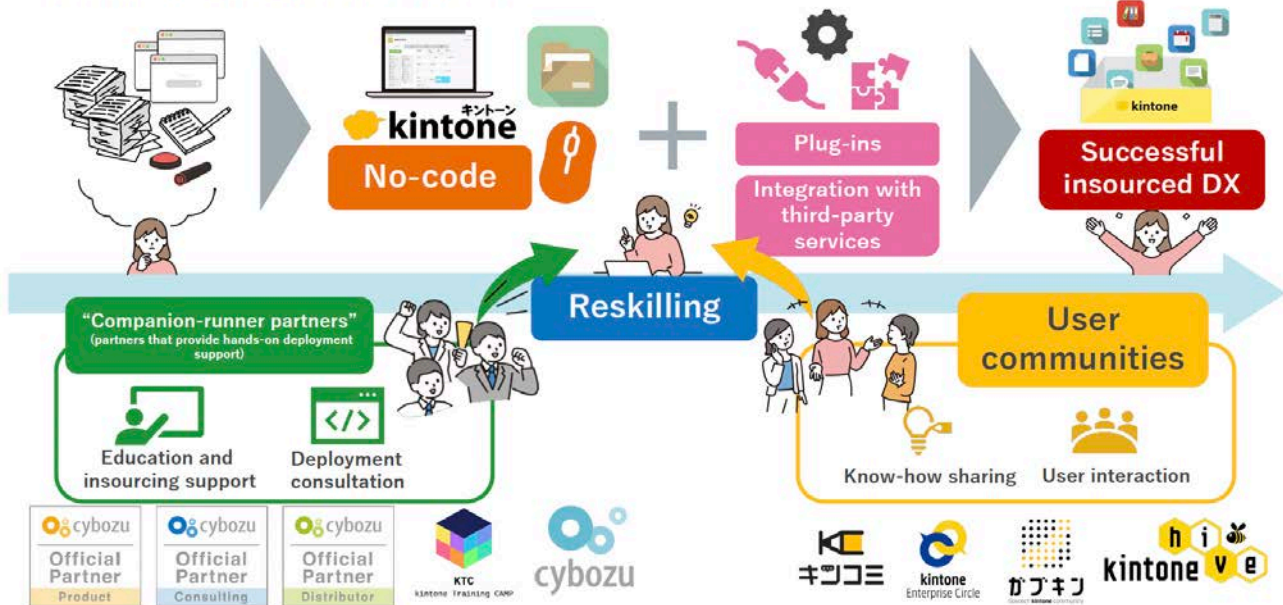 キントーン
kintone
No-code
Plug-ins
Integration with
third-party
services
kintone
Successful
insourced DX
Reskilling
“Companion-runner partners”
(partners that provide hands-on deployment
support)
Education and
insourcing support
Deployment
consultation
User
communities
Know-how sharing
User interaction
cybozu
Official
Partner
Product
cybozu
Official
Partner
Consulting
cybozu
Official
Partner
Distributor
KTC
kintone Training CAMP
cybozu
キンコミ
kintone
Enterprise Circle
ガブキン
kintone hive